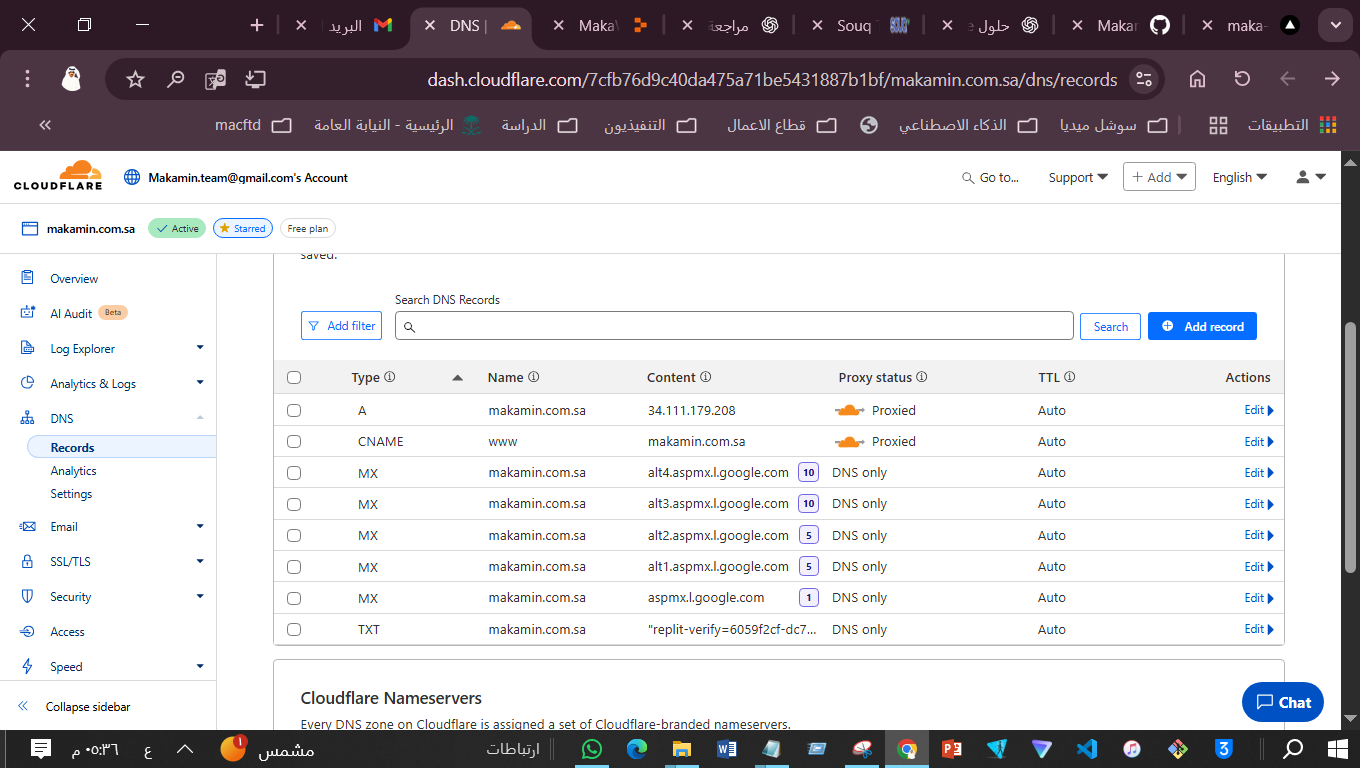 البريد
DNS |
Maka
مراجعة
Souq
حلول
Makar
maka-
dash.cloudflare.com/7cfb76d9c40da475a71be5431887b1bf/makamin.com.sa/dns/records
التطبيقات
سوشل ميديا
الذكاء الاصطناعي
قطاع الاعمال
التنفيذيون
الدراسة
الرئيسية - النيابة العامة
macftd
CLOUDFLARE
Makamin.team@gmail.com's Account
Go to...
Support
Add
English
makamin.com.sa
Active
Starred
Free plan
Overview
AI Audit Beta
Log Explorer
Analytics & Logs
DNS
Records
Analytics
Settings
Email
SSL/TLS
Security
Access
Speed
Collapse sidebar
saved.
Search DNS Records
Add filter
Search
Add record
Type Name Content Proxy status TTL Actions
A makamin.com.sa 34.111.179.208 Proxied Auto Edit
CNAME www makamin.com.sa Proxied Auto Edit
MX makamin.com.sa alt4.aspmx.l.google.com 10 DNS only Auto Edit
MX makamin.com.sa alt3.aspmx.l.google.com 10 DNS only Auto Edit
MX makamin.com.sa alt2.aspmx.l.google.com 5 DNS only Auto Edit
MX makamin.com.sa alt1.aspmx.l.google.com 5 DNS only Auto Edit
MX makamin.com.sa aspmx.l.google.com 1 DNS only Auto Edit
TXT makamin.com.sa "replit-verify=6059f2cf-dc7... DNS only Auto Edit
Cloudflare Nameservers
Every DNS zone on Cloudflare is assigned a set of Cloudflare-branded nameservers.
Chat
٠٥:٣٦ م
ع
1
مشمس
ارتباطات